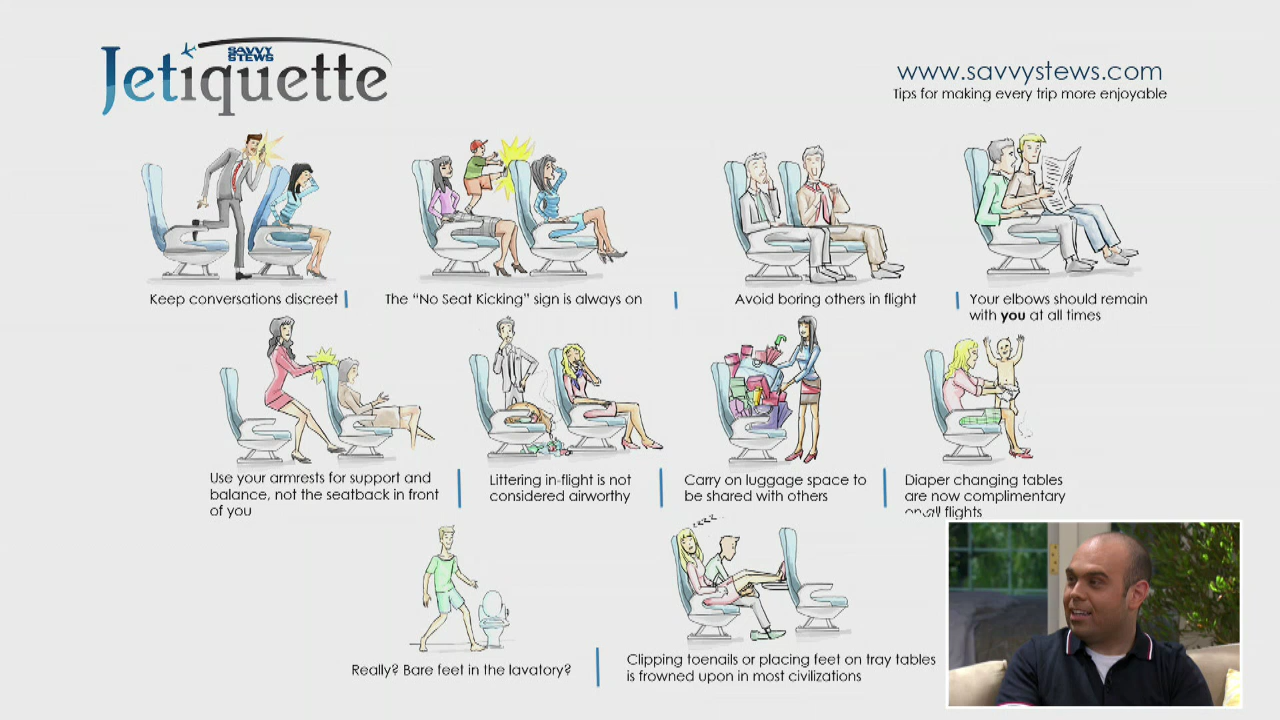 SAVVY
STEWS
Jetiquette
www.savvystews.com
Tips for making every trip more enjoyable
Keep conversations discreet
The “No Seat Kicking” sign is always on
Avoid boring others in flight
Your elbows should remain
with you at all times
Use your armrests for support and
balance, not the seatback in front
of you
Littering in-flight is not
considered airworthy
Carry on luggage space to
be shared with others
Diaper changing tables
are now complimentary
on all flights
zzz
Really? Bare feet in the lavatory?
Clipping toenails or placing feet on tray tables
is frowned upon in most civilizations